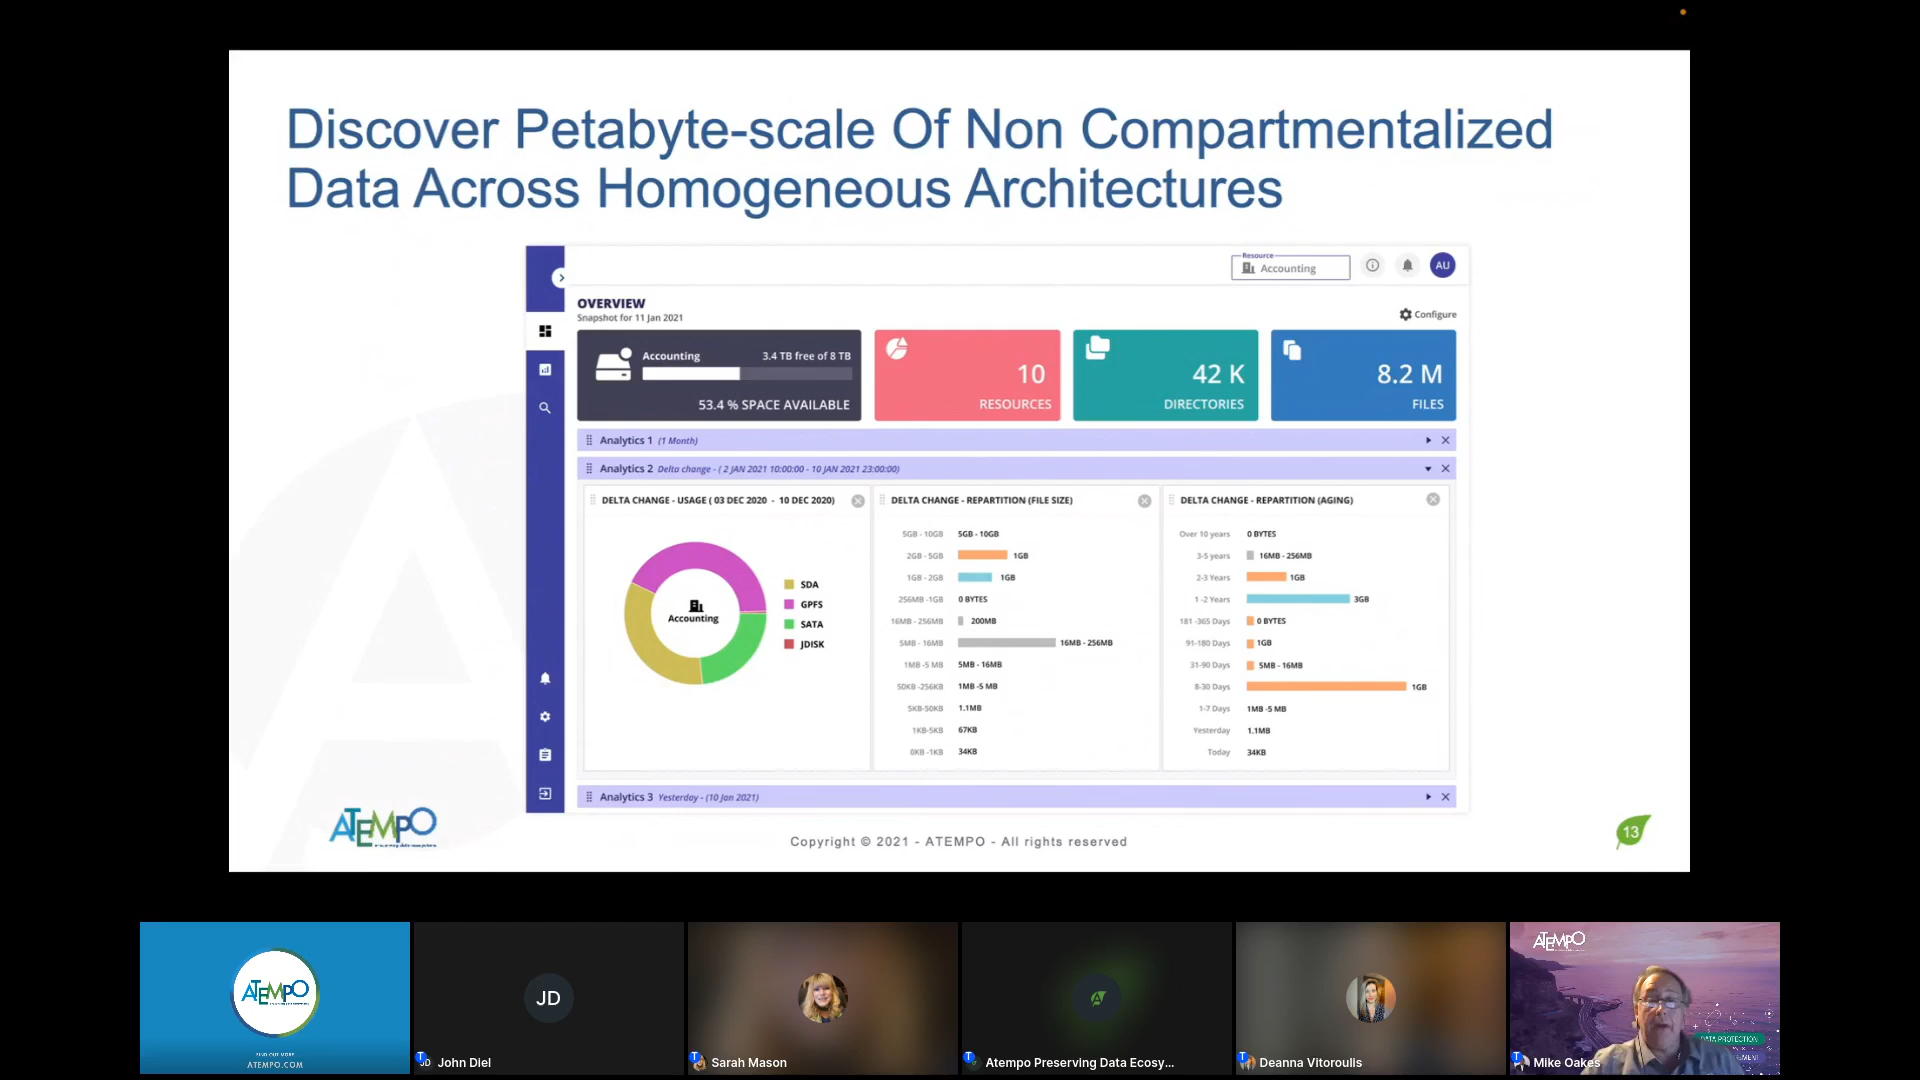 Discover Petabyte-scale Of Non Compartmentalized
Data Across Homogeneous Architectures
Resource
Accounting
AU
OVERVIEW
Snapshot for 11 Jan 2021
Configure
Accounting 3.4 TB free of 8 TB
53.4 % SPACE AVAILABLE
10
RESOURCES
42 K
DIRECTORIES
8.2 M
FILES
Analytics 1 (1 Month)
Analytics 2 Delta change - ( 2 JAN 2021 10:00:00 - 10 JAN 2021 23:00:00)
DELTA CHANGE - USAGE ( 03 DEC 2020 - 10 DEC 2020)
Accounting
SDA
GPFS
SATA
JDISK
DELTA CHANGE - REPARTITION (FILE SIZE)
5GB - 10GB 5GB - 10GB
2GB - 5GB 1GB
1GB - 2GB 1GB
256MB -1GB 0 BYTES
16MB - 256MB 200MB
5MB - 16MB 16MB - 256MB
1MB -5 MB 5MB - 16MB
50KB -256KB 1MB -5 MB
5KB-50KB 1.1MB
1KB-5KB 67KB
0KB -1KB 34KB
DELTA CHANGE - REPARTITION (AGING)
Over 10 years 0 BYTES
3-5 years 16MB - 256MB
2-3 Years 1GB
1 -2 Years 3GB
181 -365 Days 0 BYTES
91-180 Days 1GB
31-90 Days 5MB - 16MB
8-30 Days 1GB
1-7 Days 1MB -5 MB
Yesterday 1.1MB
Today 34KB
Analytics 3 Yesterday - (10 Jan 2021)
ATEMPO
Copyright © 2021 - ATEMPO - All rights reserved
13
ATEMPO
FIND OUT MORE
ATEMPO.COM
JD
John Diel
Sarah Mason
Atempo Preserving Data Ecosy...
Deanna Vitoroulis
ATEMPO
DATA PROTECTION
Mike Oakes